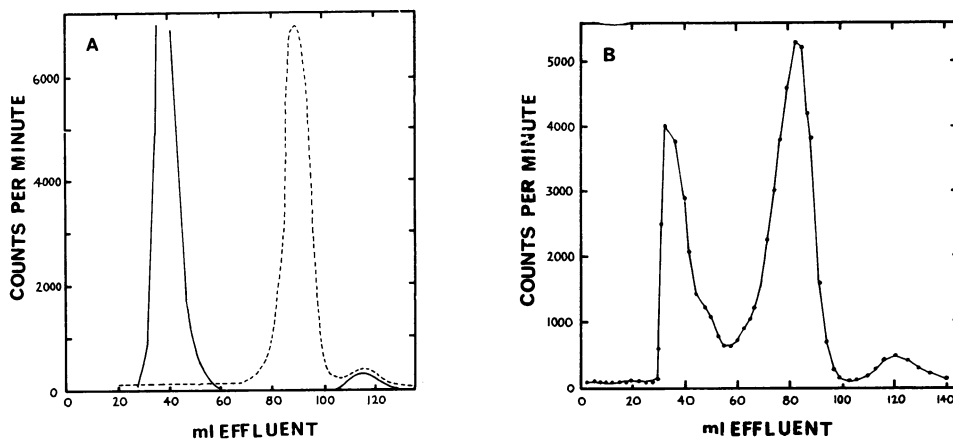 A
COUNTS PER MINUTE
6000
4000
2000
0
0 20 40 60 80 100 120
ml EFFLUENT
B
COUNTS PER MINUTE
5000
4000
3000
2000
1000
0
0 20 40 60 80 100 120 140
ml EFFLUENT